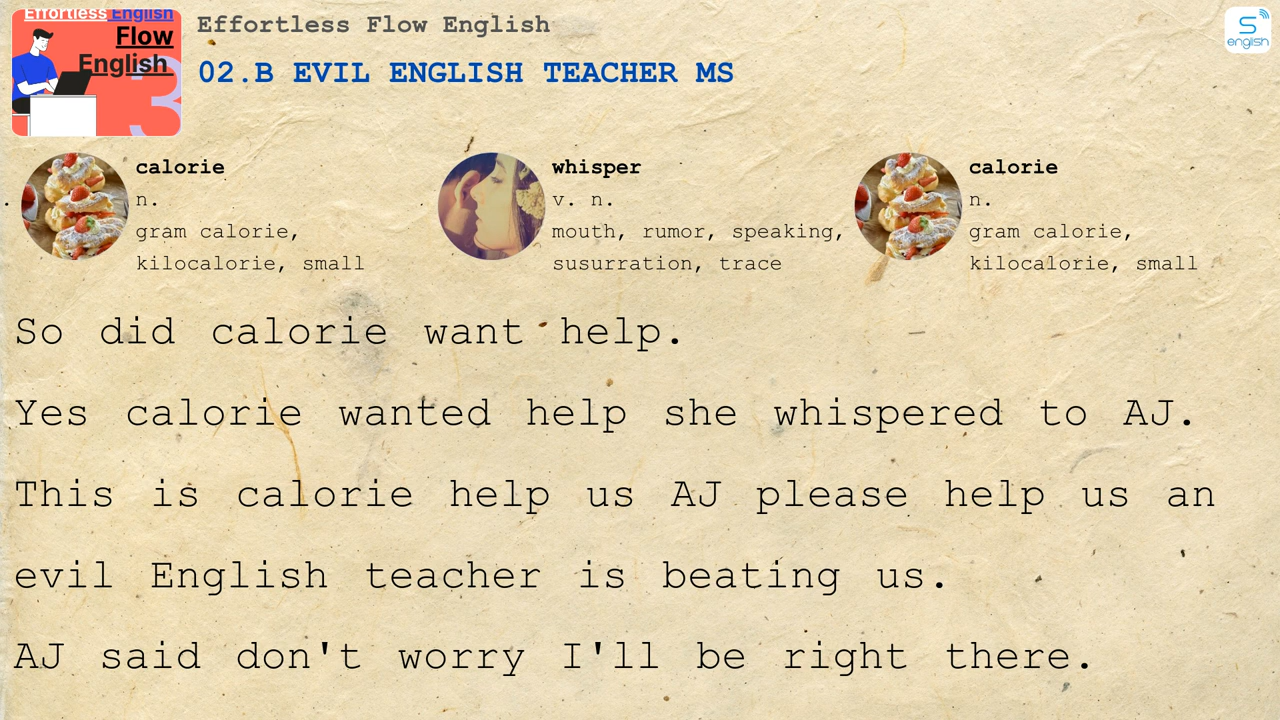 Effortless English
Flow
English
3
Effortless Flow English
02.B EVIL ENGLISH TEACHER MS
S
english
calorie
n.
gram calorie,
kilocalorie, small
whisper
v. n.
mouth, rumor, speaking,
susurration, trace
calorie
n.
gram calorie,
kilocalorie, small
So did calorie want help.
Yes calorie wanted help she whispered to AJ.
This is calorie help us AJ please help us an
evil English teacher is beating us.
AJ said don't worry I'll be right there.